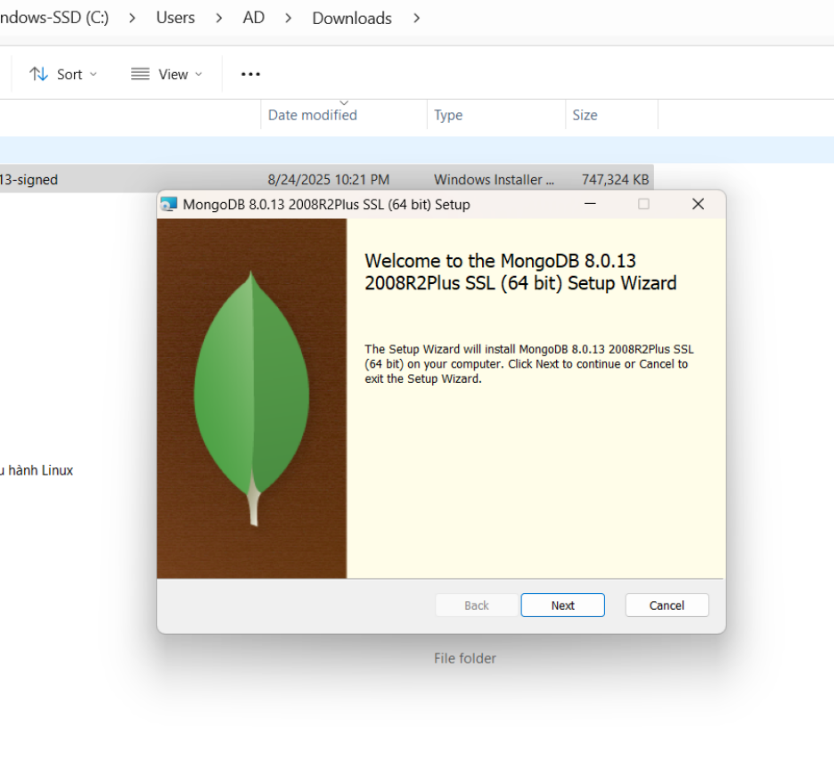 ndows-SSD (C:) > Users > AD > Downloads >
Sort View ...
Date modified Type Size
13-signed 8/24/2025 10:21 PM Windows Installer ... 747,324 KB
MongoDB 8.0.13 2008R2Plus SSL (64 bit) Setup
Welcome to the MongoDB 8.0.13
2008R2Plus SSL (64 bit) Setup Wizard
The Setup Wizard will install MongoDB 8.0.13 2008R2Plus SSL
(64 bit) on your computer. Click Next to continue or Cancel to
exit the Setup Wizard.
u hành Linux
Back Next Cancel
File folder